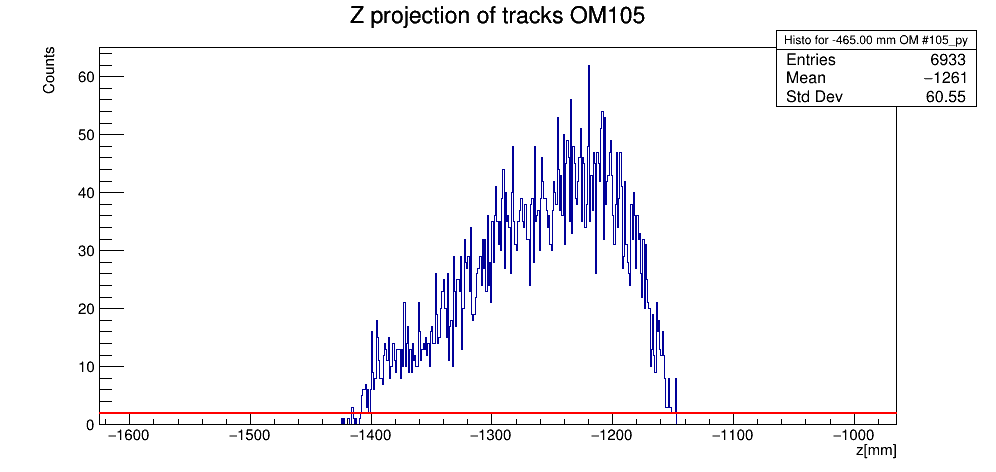 Z projection of tracks OM105
Histo for -465.00 mm OM #105_py
Entries 6933
Mean −1261
Std Dev 60.55
Counts
60
50
40
30
20
10
0
−1600 −1500 −1400 −1300 −1200 −1100 −1000
z[mm]